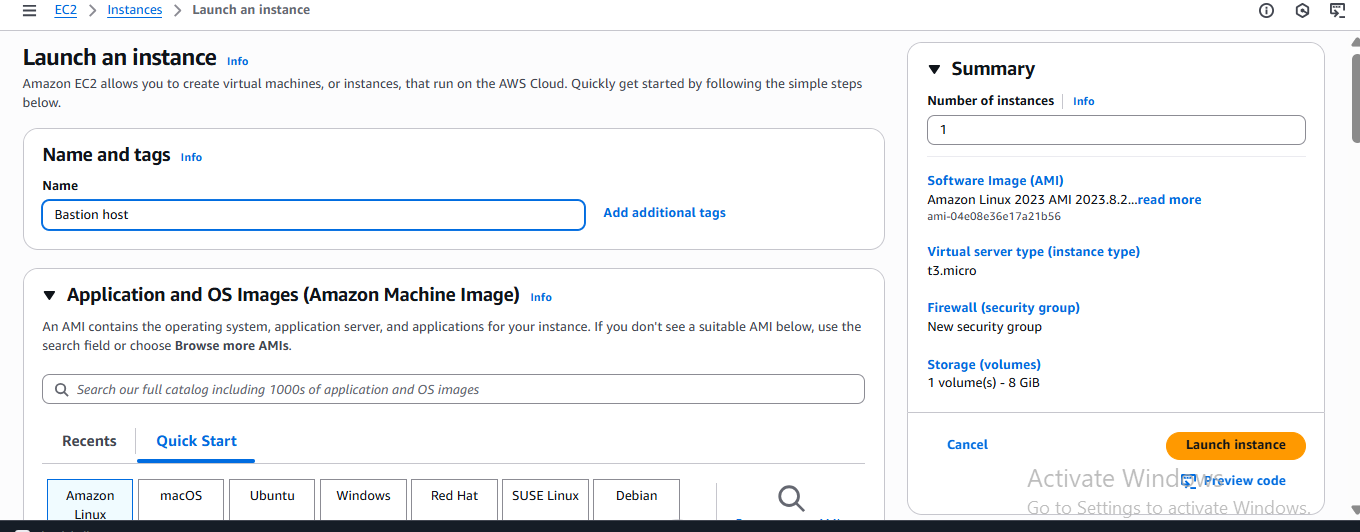 EC2 > Instances > Launch an instance
Launch an instance Info
Amazon EC2 allows you to create virtual machines, or instances, that run on the AWS Cloud. Quickly get started by following the simple steps
below.
Name and tags Info
Name
Bastion host
Add additional tags
Application and OS Images (Amazon Machine Image) Info
An AMI contains the operating system, application server, and applications for your instance. If you don't see a suitable AMI below, use the
search field or choose Browse more AMIs.
Search our full catalog including 1000s of application and OS images
Recents
Quick Start
Amazon
Linux
macOS
Ubuntu
Windows
Red Hat
SUSE Linux
Debian
Summary
Number of instances Info
1
Software Image (AMI)
Amazon Linux 2023 AMI 2023.8.2...read more
ami-04e08e36e17a21b56
Virtual server type (instance type)
t3.micro
Firewall (security group)
New security group
Storage (volumes)
1 volume(s) - 8 GiB
Cancel
Launch instance
Preview code
Activate Windows
Go to Settings to activate Windows.